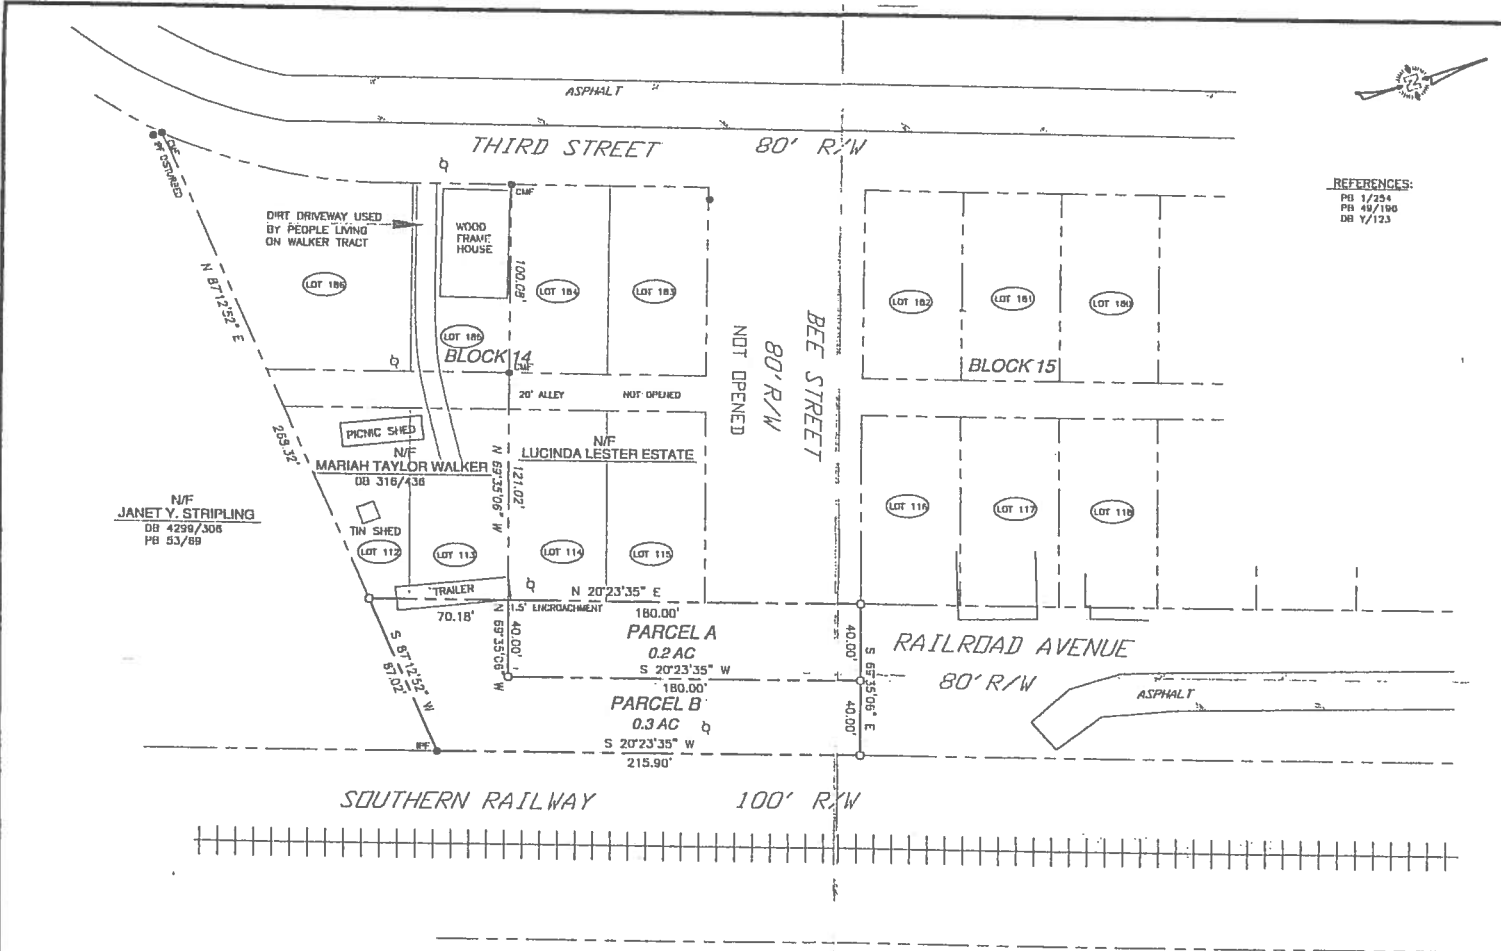 ASPHALT
THIRD STREET 80' R/W
REFERENCES:
PB 1/254
PB 49/196
DB Y/123
CMF
IPF DISTURBED
CMF
DIRT DRIVEWAY USED
BY PEOPLE LIVING
ON WALKER TRACT
WOOD
FRAME
HOUSE
100.08'
N 87°12'52" E
269.32'
LOT 186
LOT 184
LOT 183
LOT 182
LOT 181
LOT 180
LOT 185
BLOCK 14
CMF
BLOCK 15
BEE STREET
80' R/W
NOT OPENED
20' ALLEY
NOT OPENED
PICNIC SHED
N/F
MARIAH TAYLOR WALKER
DB 316/436
N/F
LUCINDA LESTER ESTATE
N 69°35'06" W
121.02'
N/F
JANET Y. STRIPLING
DB 4299/306
PB 53/89
TIN SHED
LOT 112
LOT 113
LOT 114
LOT 115
LOT 116
LOT 117
LOT 118
TRAILER
1.5' ENCROACHMENT
N 20°23'35" E
70.18'
180.00'
N 69°35'06" W
40.00'
PARCEL A
0.2 AC
S 20°23'35" W
180.00'
40.00'
S 69°35'06" E
40.00'
RAILROAD AVENUE
80' R/W
ASPHALT
S 87°12'52" W
87.02'
PARCEL B
0.3 AC
IPF
S 20°23'35" W
215.90'
SOUTHERN RAILWAY 100' R/W